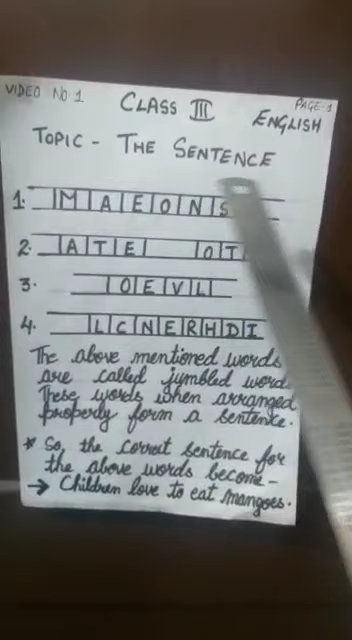 VIDEO NO 1
CLASS III
PAGE-1
ENGLISH
TOPIC - THE SENTENCE
1. M A E O N S
2. A T E O T
3. O E V L
4. L C N E R H D I
The above mentioned words
are called jumbled word
These words when arranged
properly form a sentence.
* So, the correct sentence for
the above words become -
→ Children love to eat mangoes.